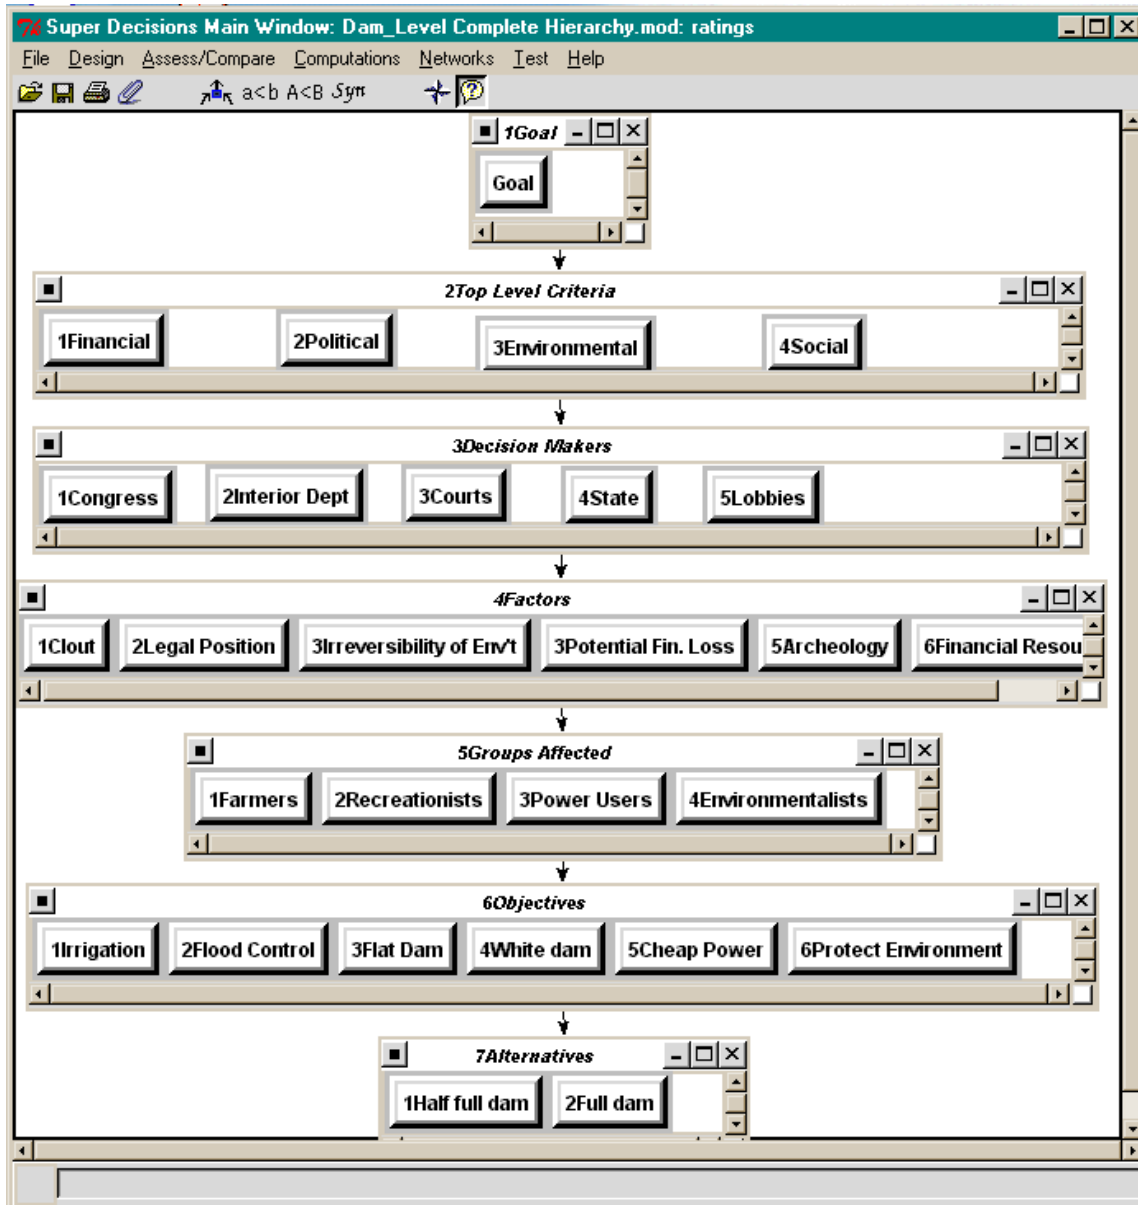 Super Decisions Main Window: Dam_Level Complete Hierarchy.mod: ratings
File Design Assess/Compare Computations Networks Test Help
a<b A<B Syn
1Goal
Goal
2Top Level Criteria
1Financial 2Political 3Environmental 4Social
3Decision Makers
1Congress 2Interior Dept 3Courts 4State 5Lobbies
4Factors
1Clout 2Legal Position 3Irreversibility of Env't 3Potential Fin. Loss 5Archeology 6Financial Resou
5Groups Affected
1Farmers 2Recreationists 3Power Users 4Environmentalists
6Objectives
1Irrigation 2Flood Control 3Flat Dam 4White dam 5Cheap Power 6Protect Environment
7Alternatives
1Half full dam 2Full dam